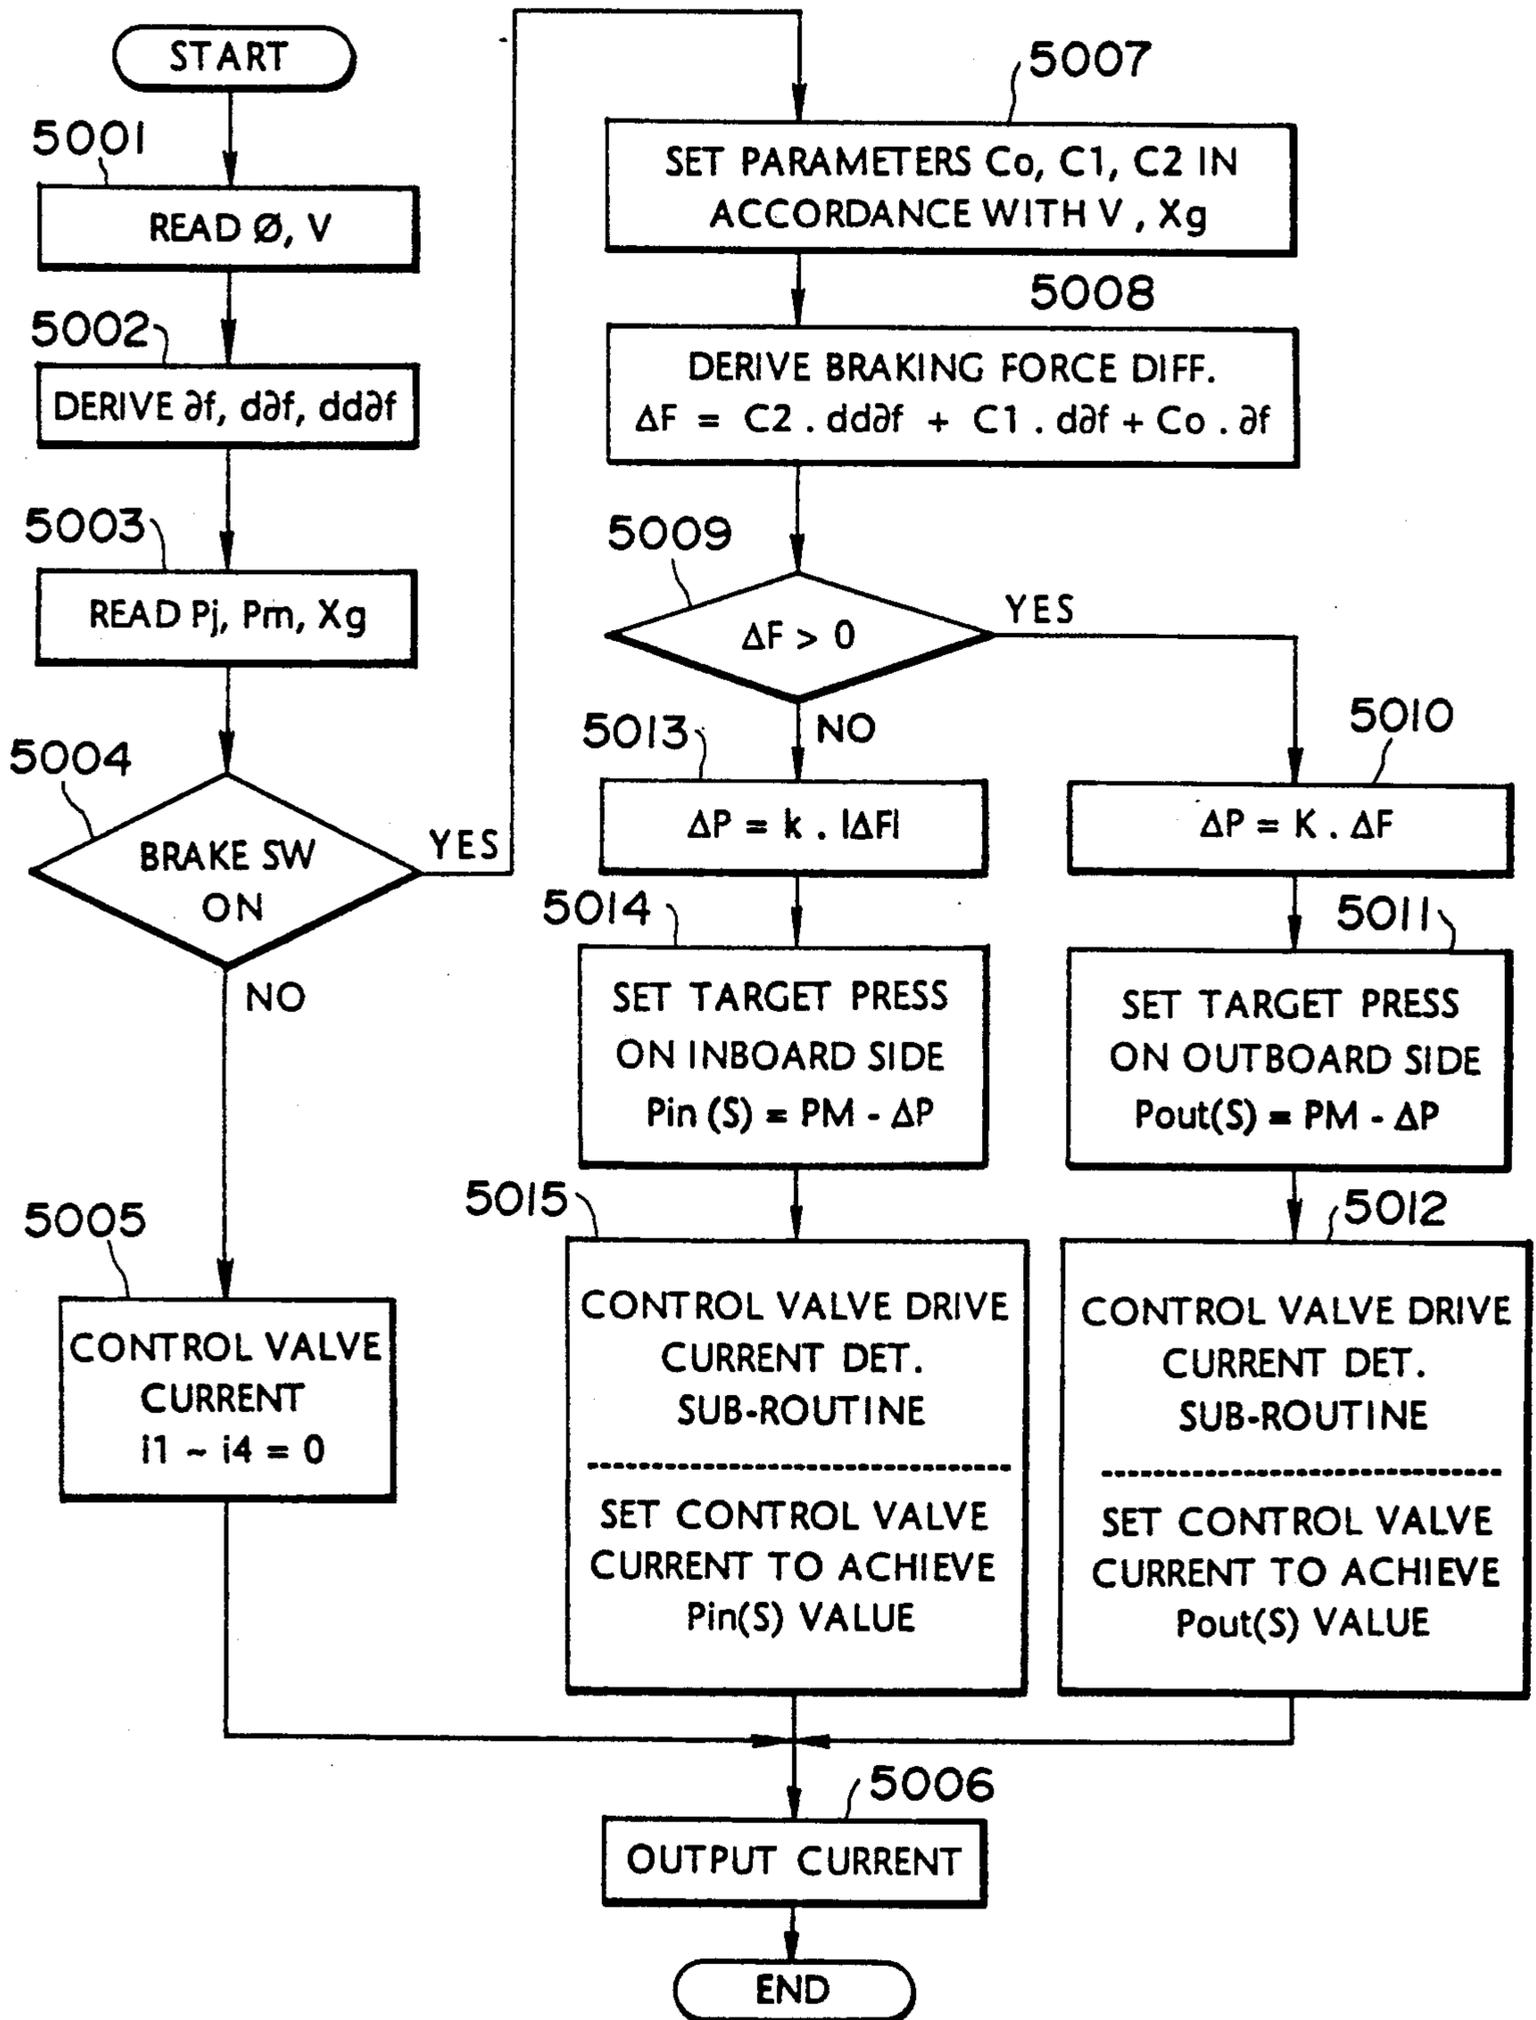 START
5001
READ Ø, V
5002
DERIVE ∂f, d∂f, dd∂f
5003
READ Pj, Pm, Xg
5004
BRAKE SW
ON
YES
NO
5005
CONTROL VALVE
CURRENT
i1 ~ i4 = 0
5007
SET PARAMETERS Co, C1, C2 IN
ACCORDANCE WITH V , Xg
5008
DERIVE BRAKING FORCE DIFF.
ΔF = C2 . dd∂f + C1 . d∂f + Co . ∂f
5009
ΔF > 0
YES
NO
5013
ΔP = k . |ΔF|
5014
SET TARGET PRESS
ON INBOARD SIDE
Pin (S) = PM - ΔP
5015
CONTROL VALVE DRIVE
CURRENT DET.
SUB-ROUTINE
SET CONTROL VALVE
CURRENT TO ACHIEVE
Pin(S) VALUE
5010
ΔP = K . ΔF
5011
SET TARGET PRESS
ON OUTBOARD SIDE
Pout(S) = PM - ΔP
5012
CONTROL VALVE DRIVE
CURRENT DET.
SUB-ROUTINE
SET CONTROL VALVE
CURRENT TO ACHIEVE
Pout(S) VALUE
5006
OUTPUT CURRENT
END